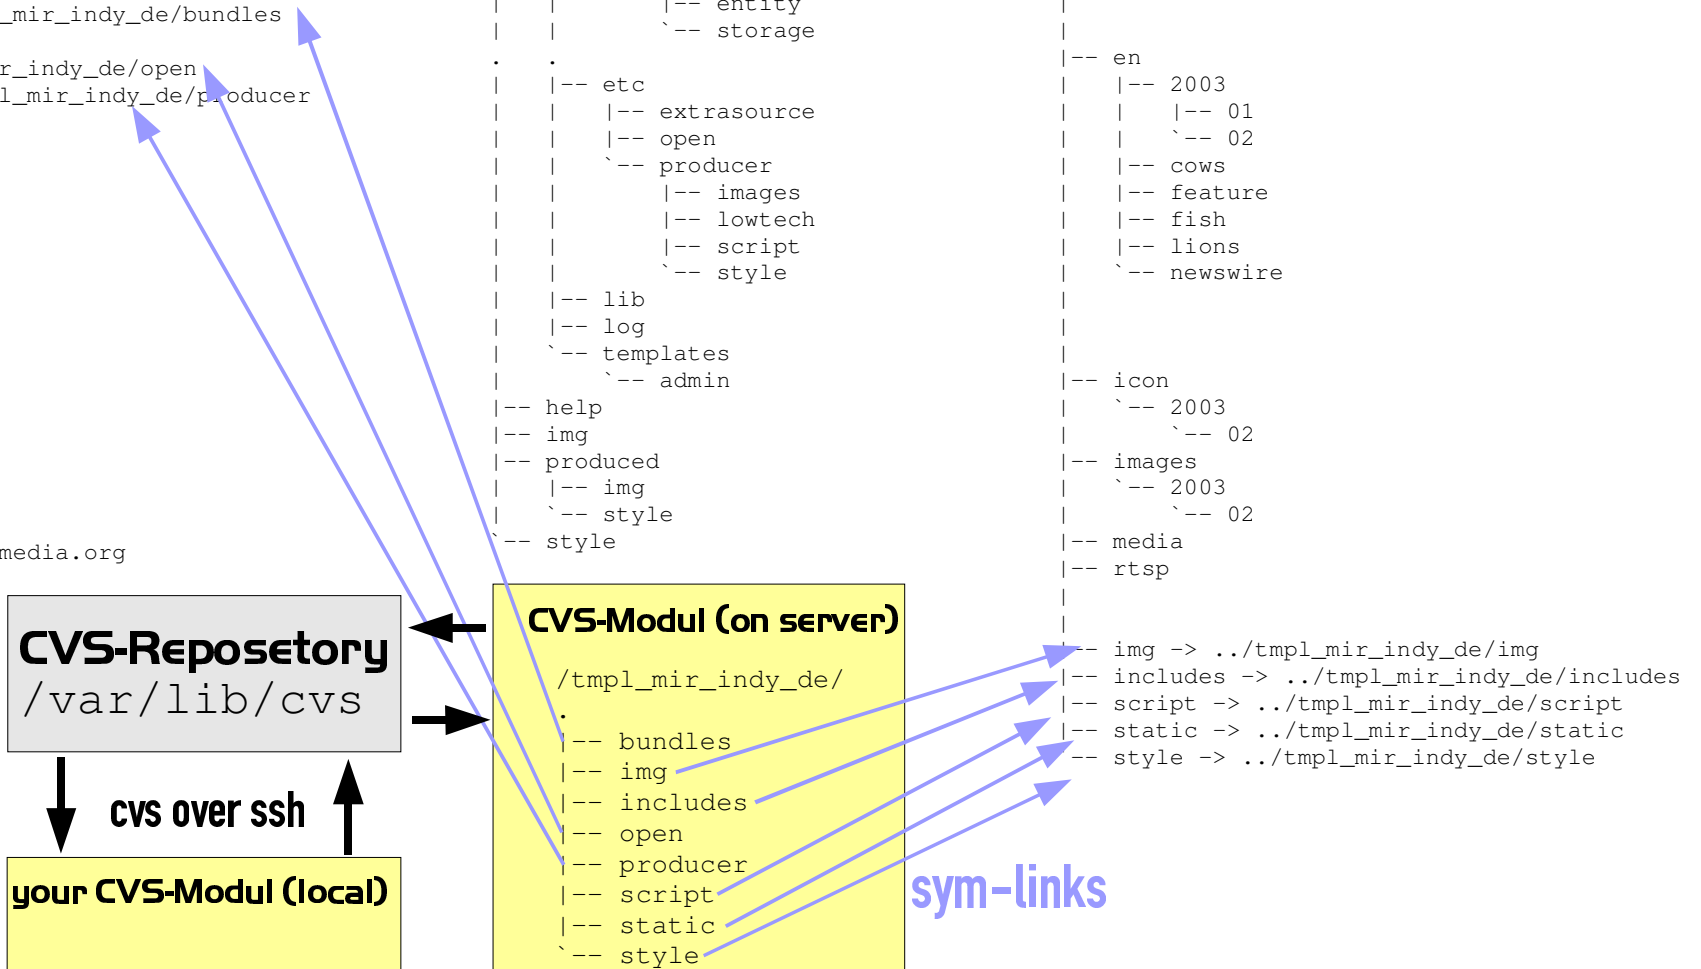 _mir_indy_de/bundles
r_indy_de/open
l_mir_indy_de/producer
media.org
CVS-Reposetory
/var/lib/cvs
cvs over ssh
your CVS-Modul (local)
|   |       |-- entity
|   |       `-- storage
.   .
|   |-- etc
|   |   |-- extrasource
|   |   |-- open
|   |   `-- producer
|   |       |-- images
|   |       |-- lowtech
|   |       |-- script
|   |       `-- style
|   |-- lib
|   |-- log
|   `-- templates
|       `-- admin
|-- help
|-- img
|-- produced
|   |-- img
|   `-- style
`-- style
CVS-Modul (on server)
/tmpl_mir_indy_de/
.
|-- bundles
|-- img
|-- includes
|-- open
|-- producer
|-- script
|-- static
`-- style
sym-links
|
|
|-- en
|   |-- 2003
|   |   |-- 01
|   |   `-- 02
|   |-- cows
|   |-- feature
|   |-- fish
|   |-- lions
|   `-- newswire
|
|
|
|-- icon
|   `-- 2003
|       `-- 02
|-- images
|   `-- 2003
|       `-- 02
|-- media
|-- rtsp
|
|
|-- img -> ../tmpl_mir_indy_de/img
|-- includes -> ../tmpl_mir_indy_de/includes
|-- script -> ../tmpl_mir_indy_de/script
|-- static -> ../tmpl_mir_indy_de/static
`-- style -> ../tmpl_mir_indy_de/style